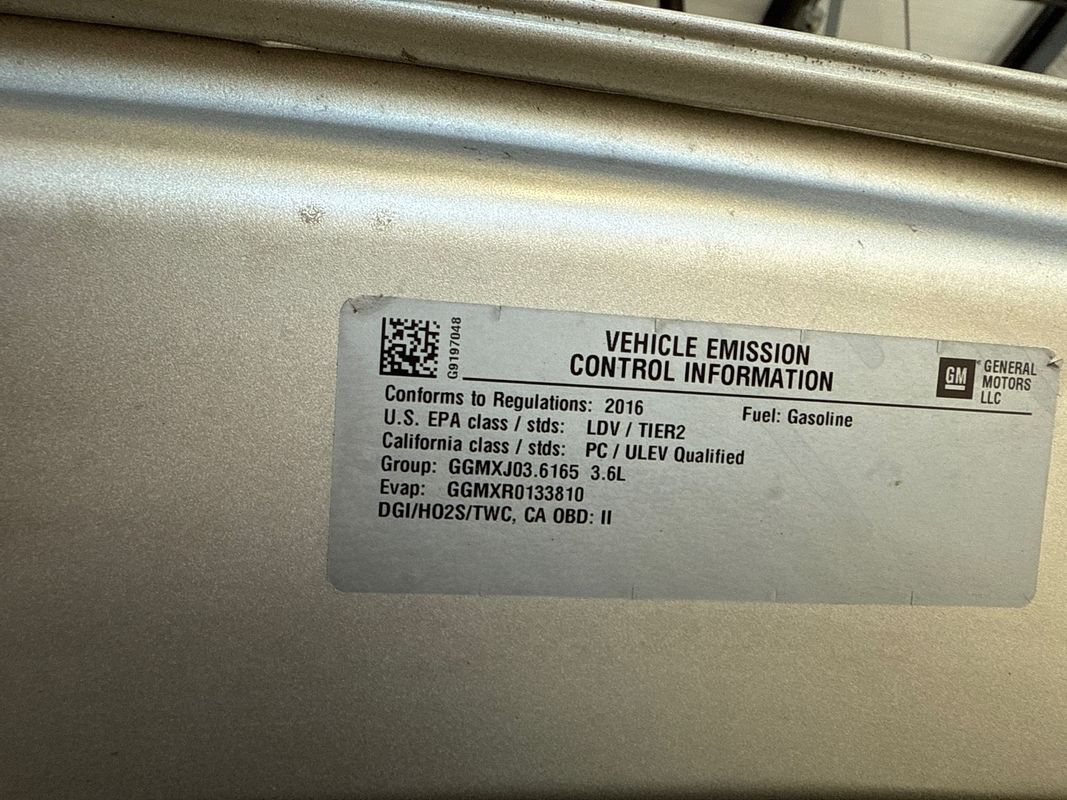 G9197048
VEHICLE EMISSION
CONTROL INFORMATION
GM
GENERAL
MOTORS
LLC
Conforms to Regulations: 2016
Fuel: Gasoline
U.S. EPA class / stds: LDV / TIER2
California class / stds: PC / ULEV Qualified
Group: GGMXJ03.6165 3.6L
Evap: GGMXR0133810
DGI/HO2S/TWC, CA OBD: II